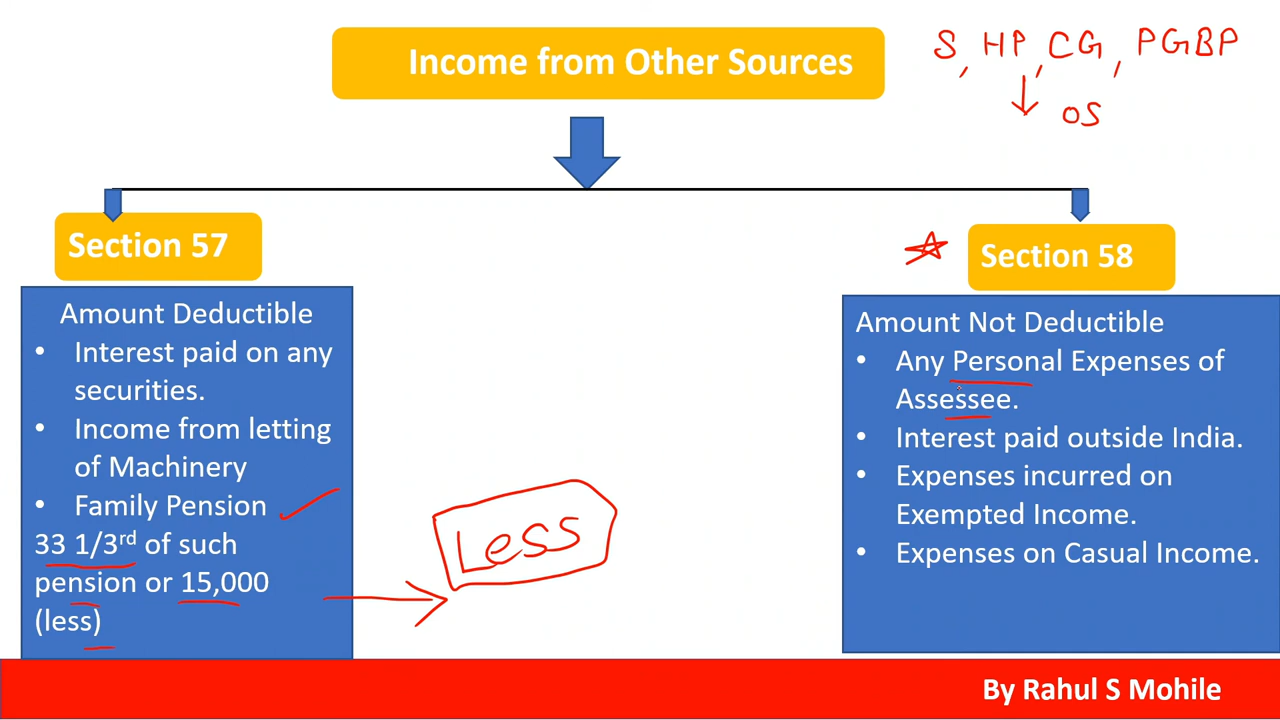 Income from Other Sources
S, HP, CG, PGBP
OS
Section 57
Amount Deductible
• Interest paid on any
securities.
• Income from letting
of Machinery
• Family Pension
33 1/3rd of such
pension or 15,000
(less)
Less
Section 58
Amount Not Deductible
• Any Personal Expenses of
Assessee.
• Interest paid outside India.
• Expenses incurred on
Exempted Income.
• Expenses on Casual Income.
By Rahul S Mohile